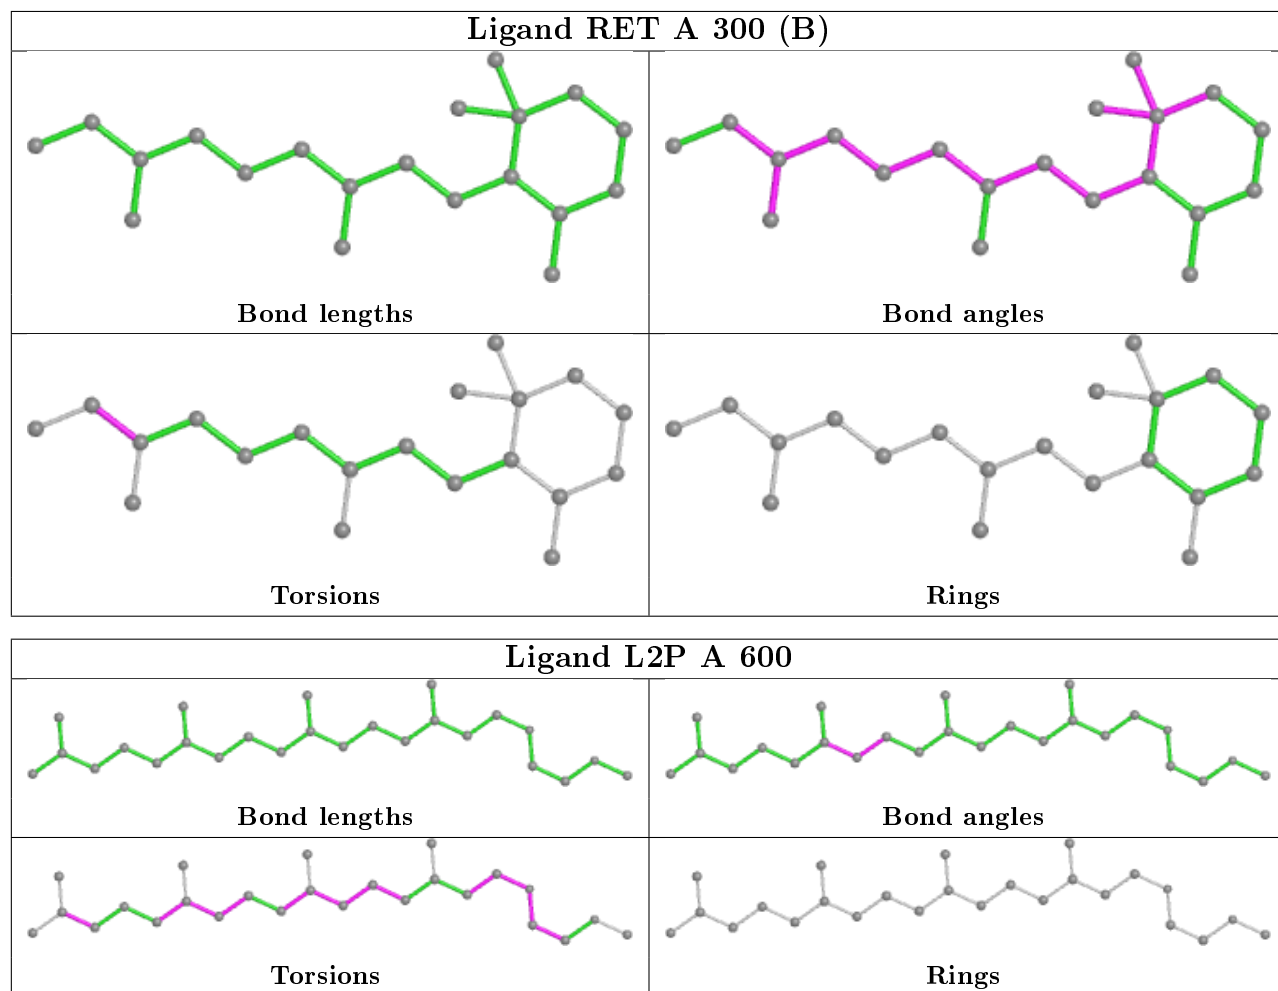 Ligand RET A 300 (B)
Bond lengths
Bond angles
Torsions
Rings
Ligand L2P A 600
Bond lengths
Bond angles
Torsions
Rings